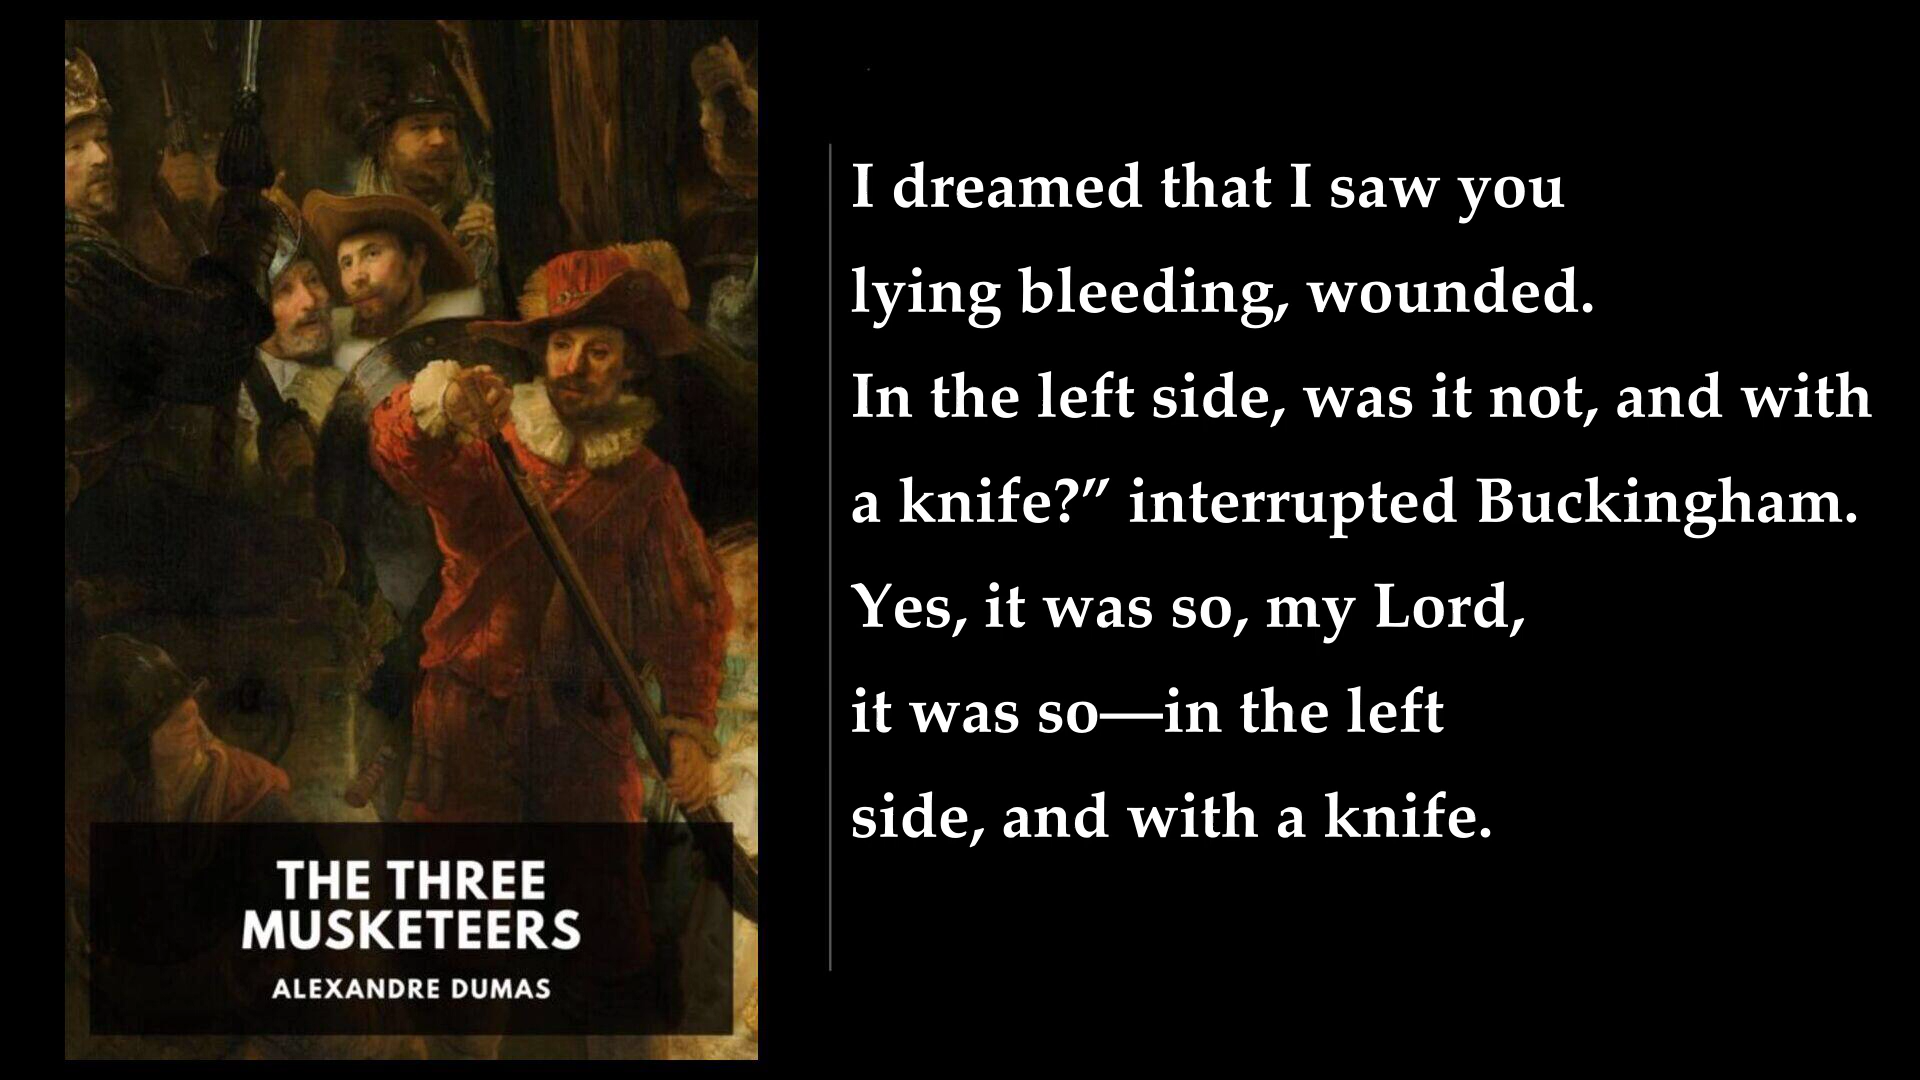 THE THREE
MUSKETEERS
ALEXANDRE DUMAS
I dreamed that I saw you
lying bleeding, wounded.
In the left side, was it not, and with
a knife?” interrupted Buckingham.
Yes, it was so, my Lord,
it was so—in the left
side, and with a knife.